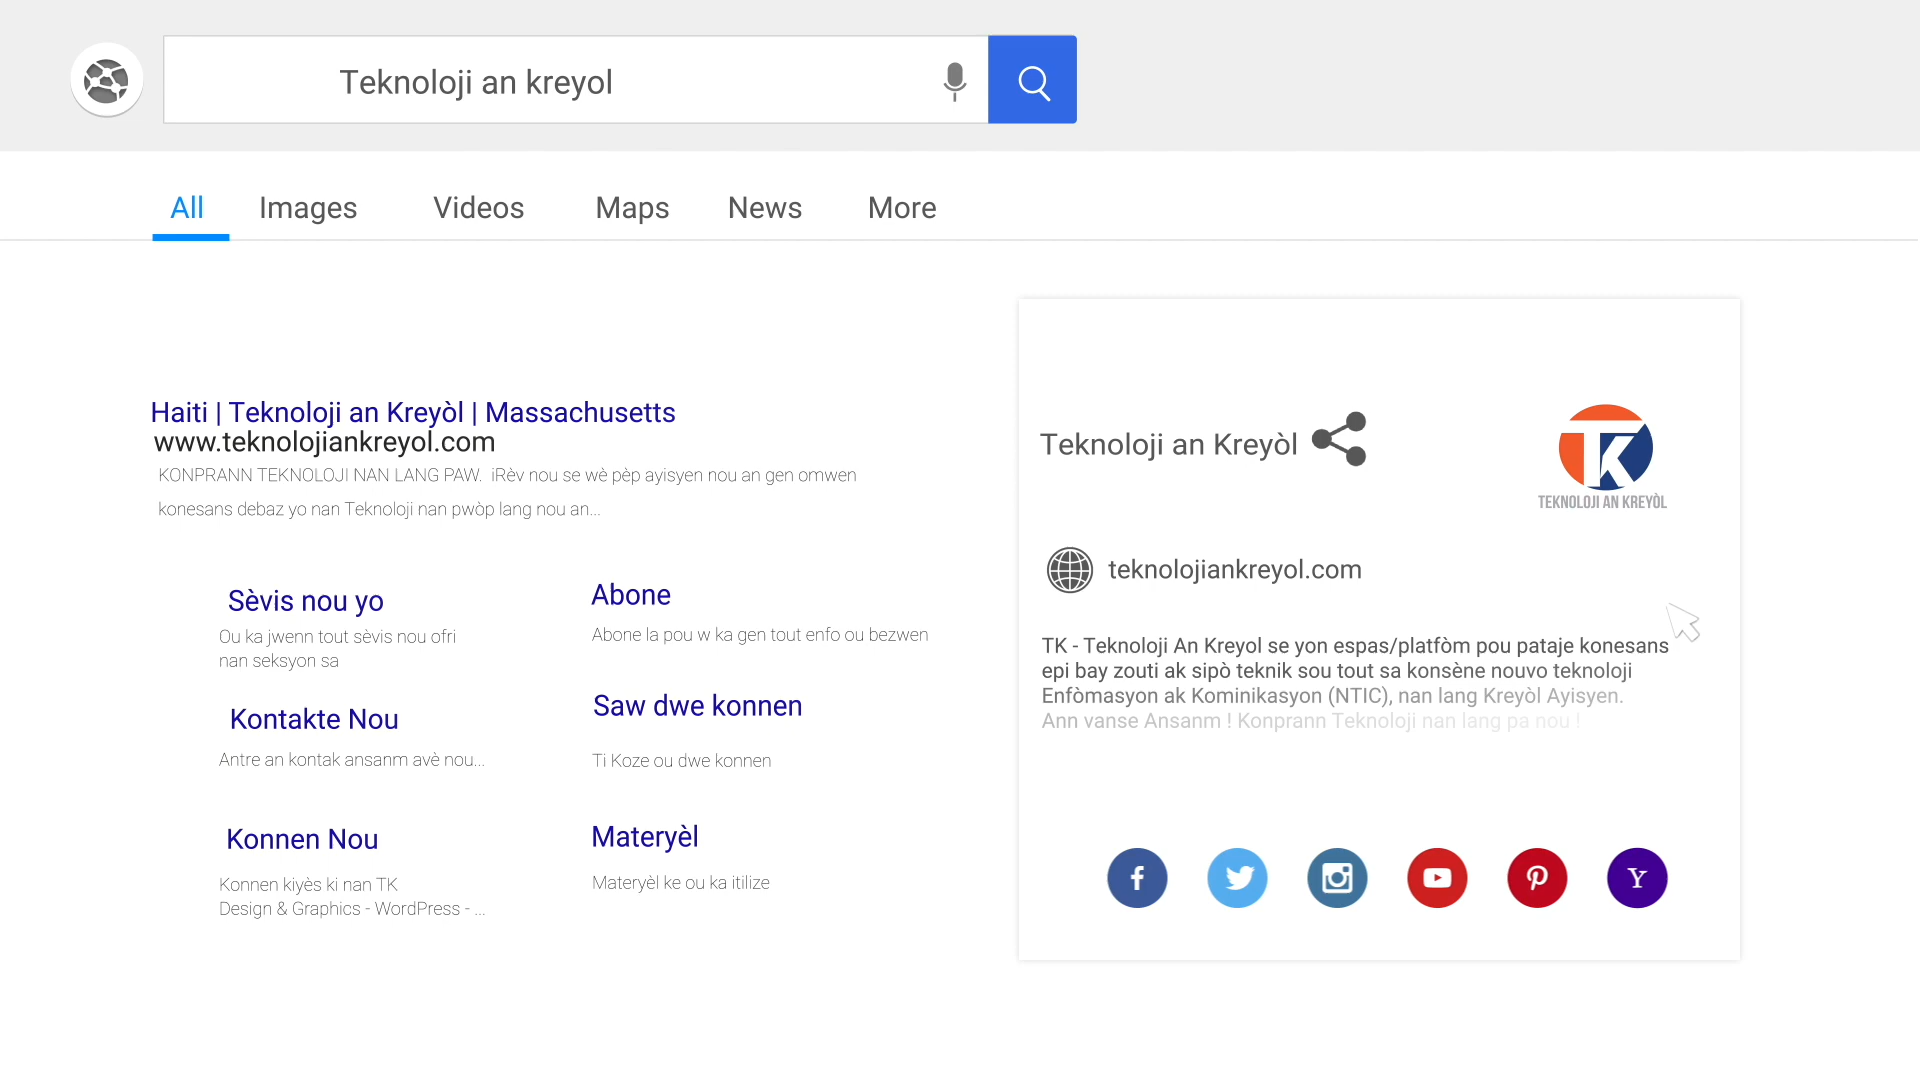 Teknoloji an kreyol
All Images Videos Maps News More
Haiti | Teknoloji an Kreyòl | Massachusetts
www.teknolojiankreyol.com
KONPRANN TEKNOLOJI NAN LANG PAW. iRèv nou se wè pèp ayisyen nou an gen omwen
konesans debaz yo nan Teknoloji nan pwòp lang nou an...
Sèvis nou yo
Ou ka jwenn tout sèvis nou ofri
nan seksyon sa
Abone
Abone la pou w ka gen tout enfo ou bezwen
Kontakte Nou
Antre an kontak ansanm avè nou...
Saw dwe konnen
Ti Koze ou dwe konnen
Konnen Nou
Konnen kiyès ki nan TK
Design & Graphics - WordPress - ...
Materyèl
Materyèl ke ou ka itilize
Teknoloji an Kreyòl
TK
TEKNOLOJI AN KREYÒL
teknolojiankreyol.com
TK - Teknoloji An Kreyol se yon espas/platfòm pou pataje konesans
epi bay zouti ak sipò teknik sou tout sa konsène nouvo teknoloji
Enfòmasyon ak Kominikasyon (NTIC), nan lang Kreyòl Ayisyen.
Ann vanse Ansanm ! Konprann Teknoloji nan lang pa nou !